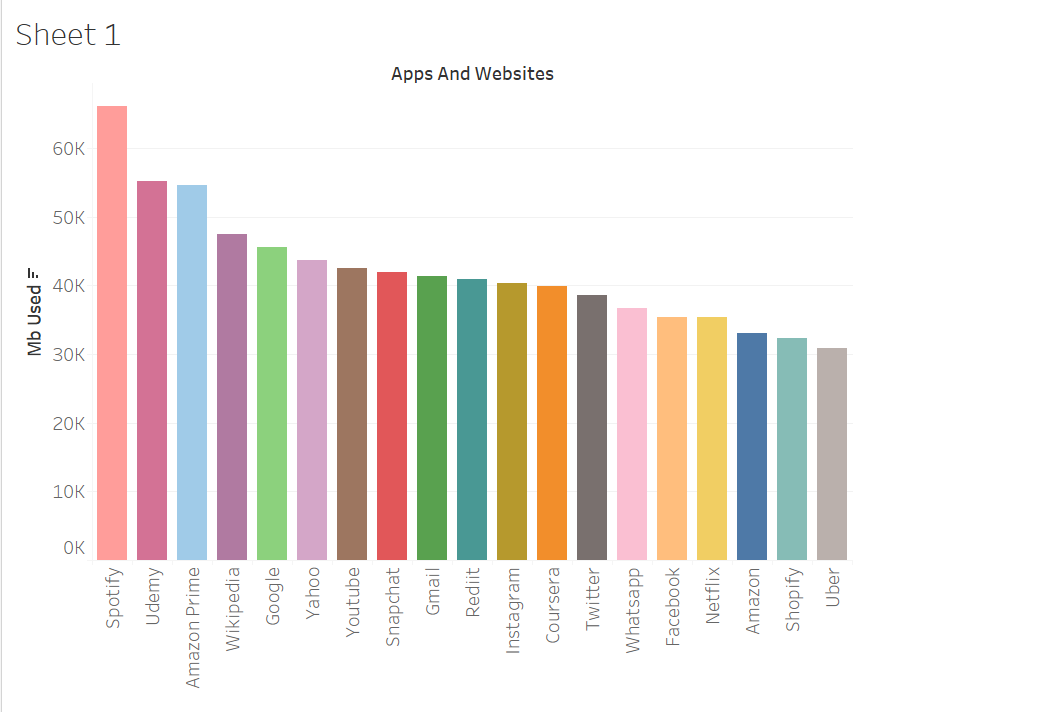 Sheet 1
Apps And Websites
Mb Used
60K
50K
40K
30K
20K
10K
0K
Spotify
Udemy
Amazon Prime
Wikipedia
Google
Yahoo
Youtube
Snapchat
Gmail
Rediit
Instagram
Coursera
Twitter
Whatsapp
Facebook
Netflix
Amazon
Shopify
Uber